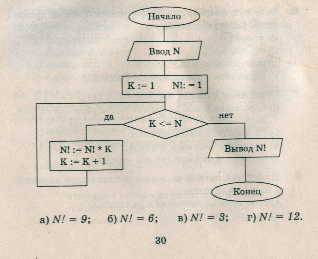 Начало
Ввод N
K := 1 N!: = 1
да
K <= N
нет
N! := N! * K
K := K + 1
Вывод N!
Конец
а) N! = 9; б) N! = 6; в) N! = 3; г) N! = 12.
30